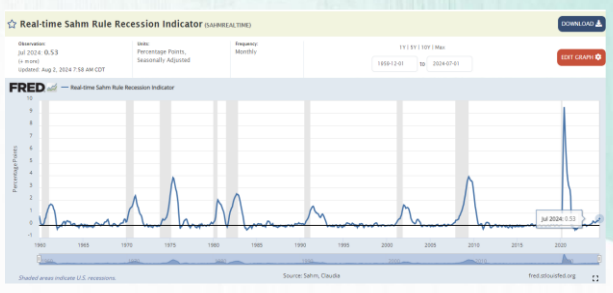 ☆ Real-time Sahm Rule Recession Indicator (SAHMREALTIME)
DOWNLOAD
Observation:
Jul 2024: 0.53
(+ more)
Updated: Aug 2, 2024 7:58 AM CDT
Units:
Percentage Points,
Seasonally Adjusted
Frequency:
Monthly
1Y | 5Y | 10Y | Max
to 2024-07-01
EDIT GRAPH
FRED — Real-time Sahm Rule Recession Indicator
Percentage Points
10
9
8
7
6
5
4
3
2
1
0
-1
Jul 2024: 0.53
1960 1965 1970 1975 1980 1985 1990 1995 2000 2005 2010 2015 2020
Shaded areas indicate U.S. recessions.
Source: Sahm, Claudia
fred.stlouisfed.org